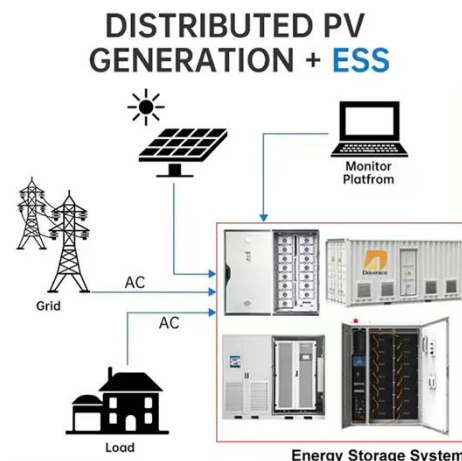 DISTRIBUTED PV
GENERATION + ESS
Monitor
Platfrom
Grid
AC
AC
Load
Energy Storage System